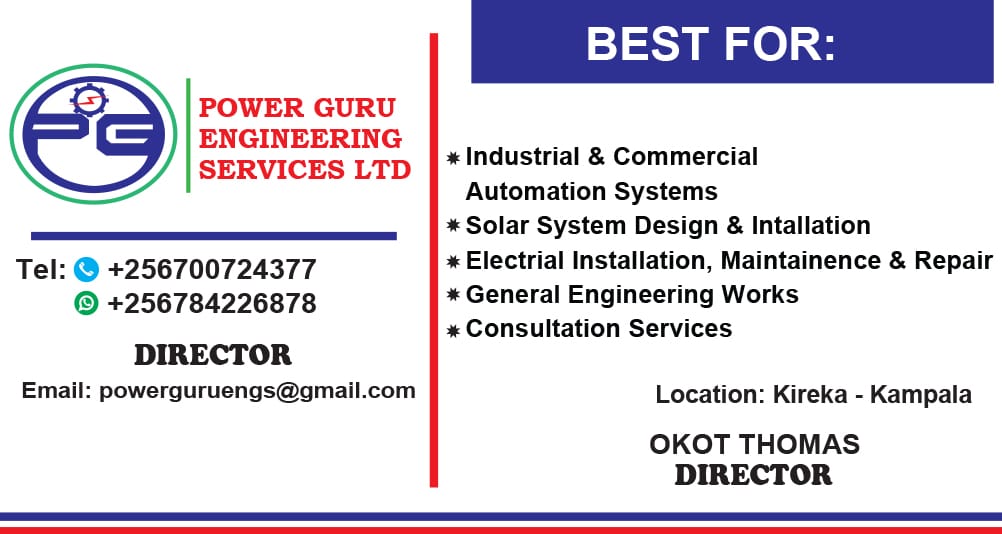 PG
POWER GURU
ENGINEERING
SERVICES LTD
Tel: +256700724377
+256784226878
DIRECTOR
Email: powerguruengs@gmail.com
BEST FOR:
Industrial & Commercial
Automation Systems
Solar System Design & Intallation
Electrial Installation, Maintainence & Repair
General Engineering Works
Consultation Services
Location: Kireka - Kampala
OKOT THOMAS
DIRECTOR